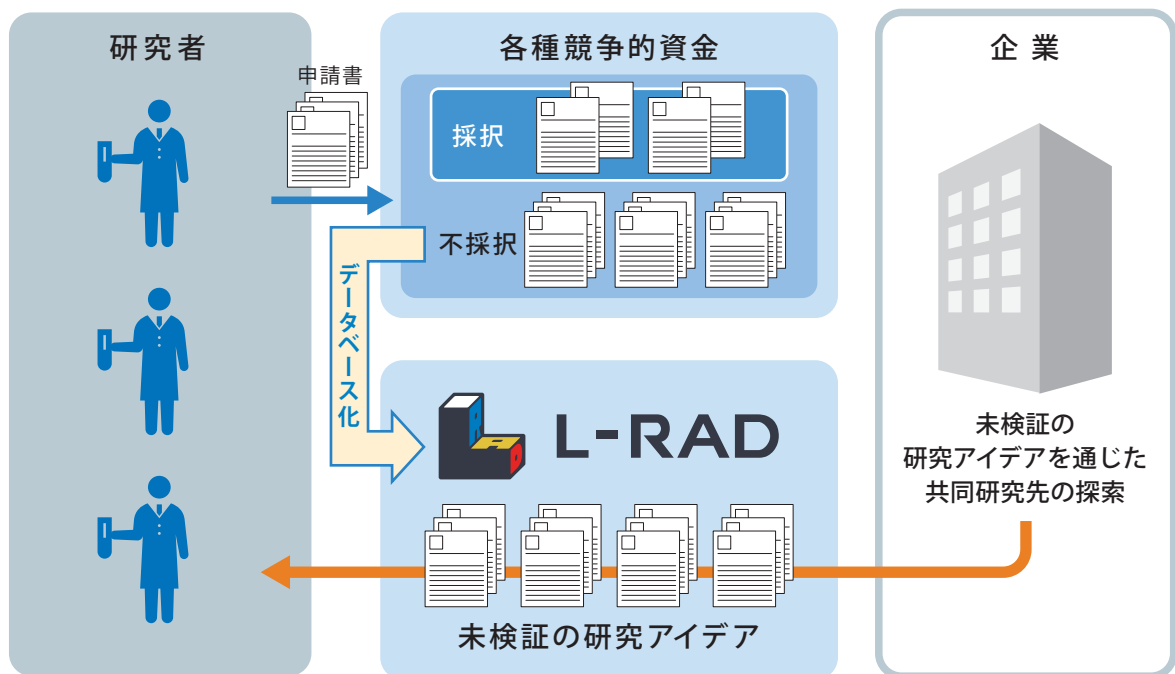 研究者
申請書
各種競争的資金
採択
不採択
データベース化
L-RAD
未検証の研究アイデア
企業
未検証の
研究アイデアを通じた
共同研究先の探索